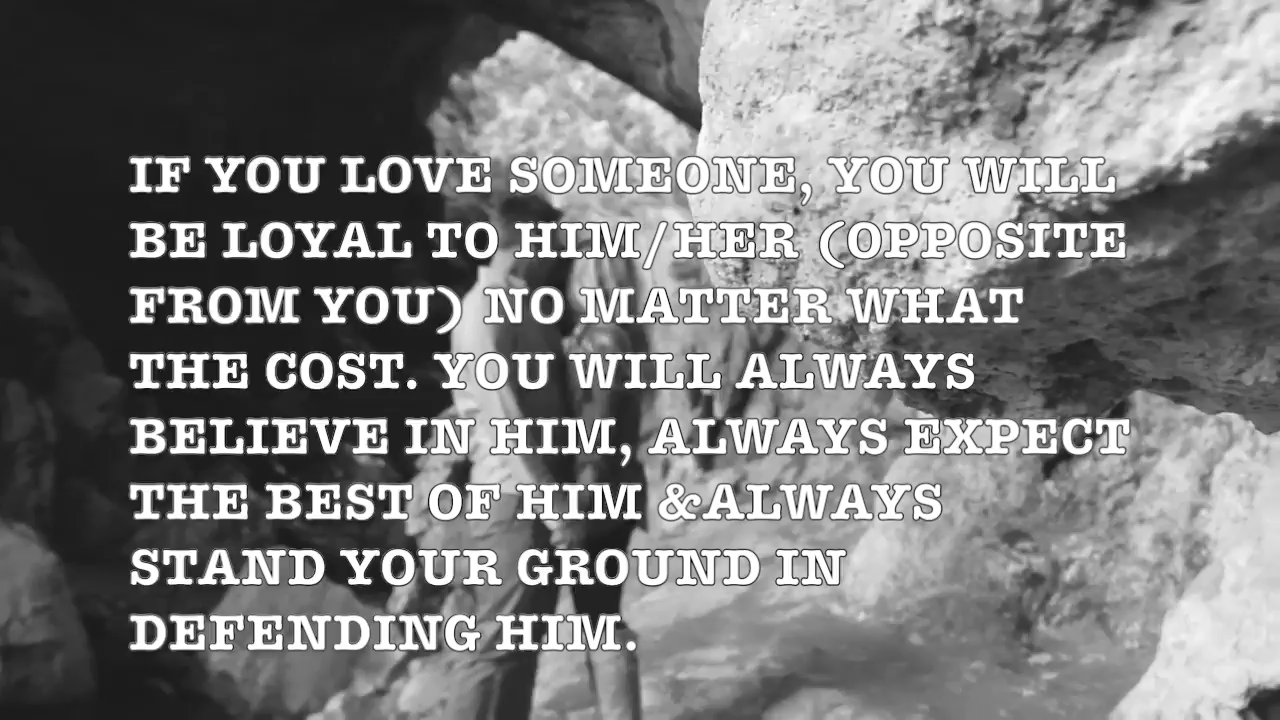 IF YOU LOVE SOMEONE, YOU WILL
BE LOYAL TO HIM/HER (OPPOSITE
FROM YOU) NO MATTER WHAT
THE COST. YOU WILL ALWAYS
BELIEVE IN HIM, ALWAYS EXPECT
THE BEST OF HIM &ALWAYS
STAND YOUR GROUND IN
DEFENDING HIM.